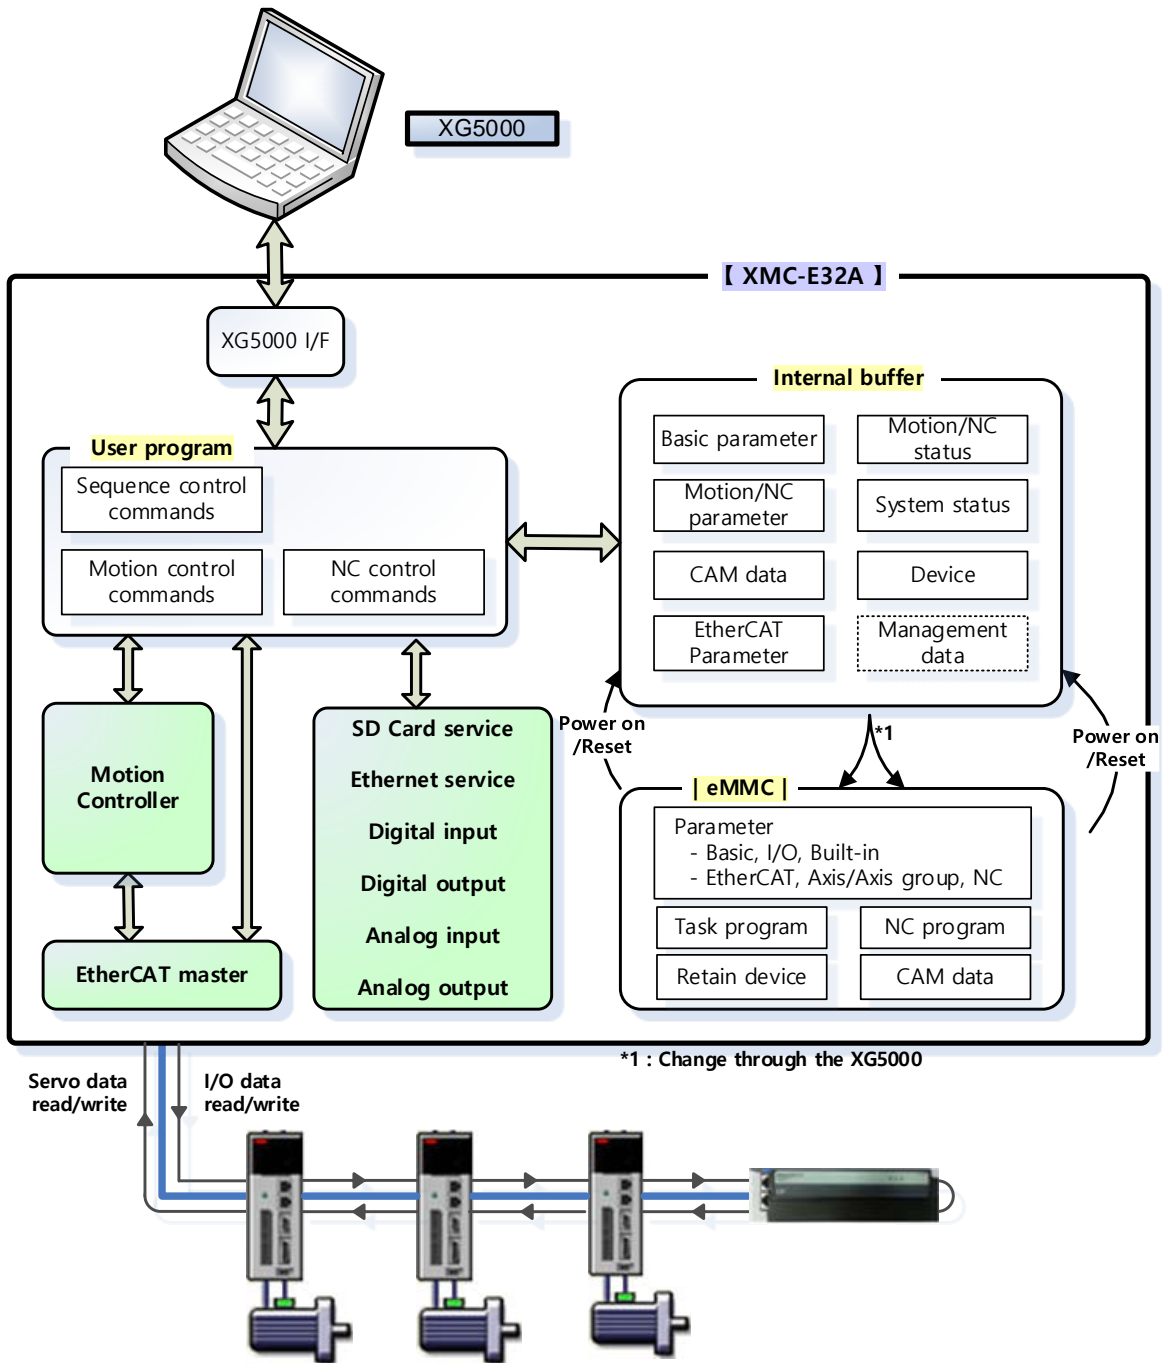 XG5000
【 XMC-E32A 】
XG5000 I/F
User program
Sequence control
commands
Motion control
commands
NC control
commands
Internal buffer
Basic parameter
Motion/NC
status
Motion/NC
parameter
System status
CAM data
Device
EtherCAT
Parameter
Management
data
Motion
Controller
EtherCAT master
SD Card service
Ethernet service
Digital input
Digital output
Analog input
Analog output
Power on
/Reset
*1
Power on
/Reset
| eMMC |
Parameter
- Basic, I/O, Built-in
- EtherCAT, Axis/Axis group, NC
Task program
NC program
Retain device
CAM data
*1 : Change through the XG5000
Servo data
read/write
I/O data
read/write